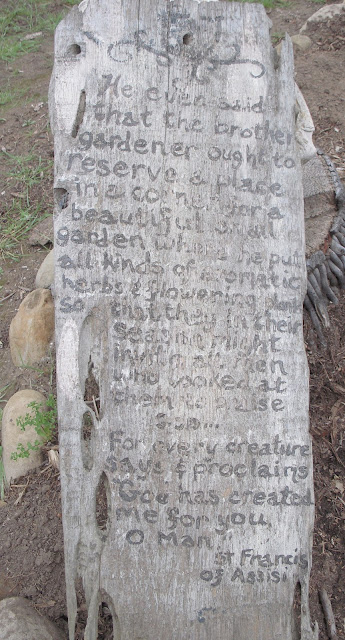 He even said
that the brother
gardener ought to
reserve a place
in a corner for a
beautiful small
garden where he put
all kinds of aromatic
herbs & flowering plants
so that they in their
season might
invite all men
who looked at
them to praise
God...
For every creature
says & proclaims
"God has created
me for you,
O Man!"
St Francis
of Assisi